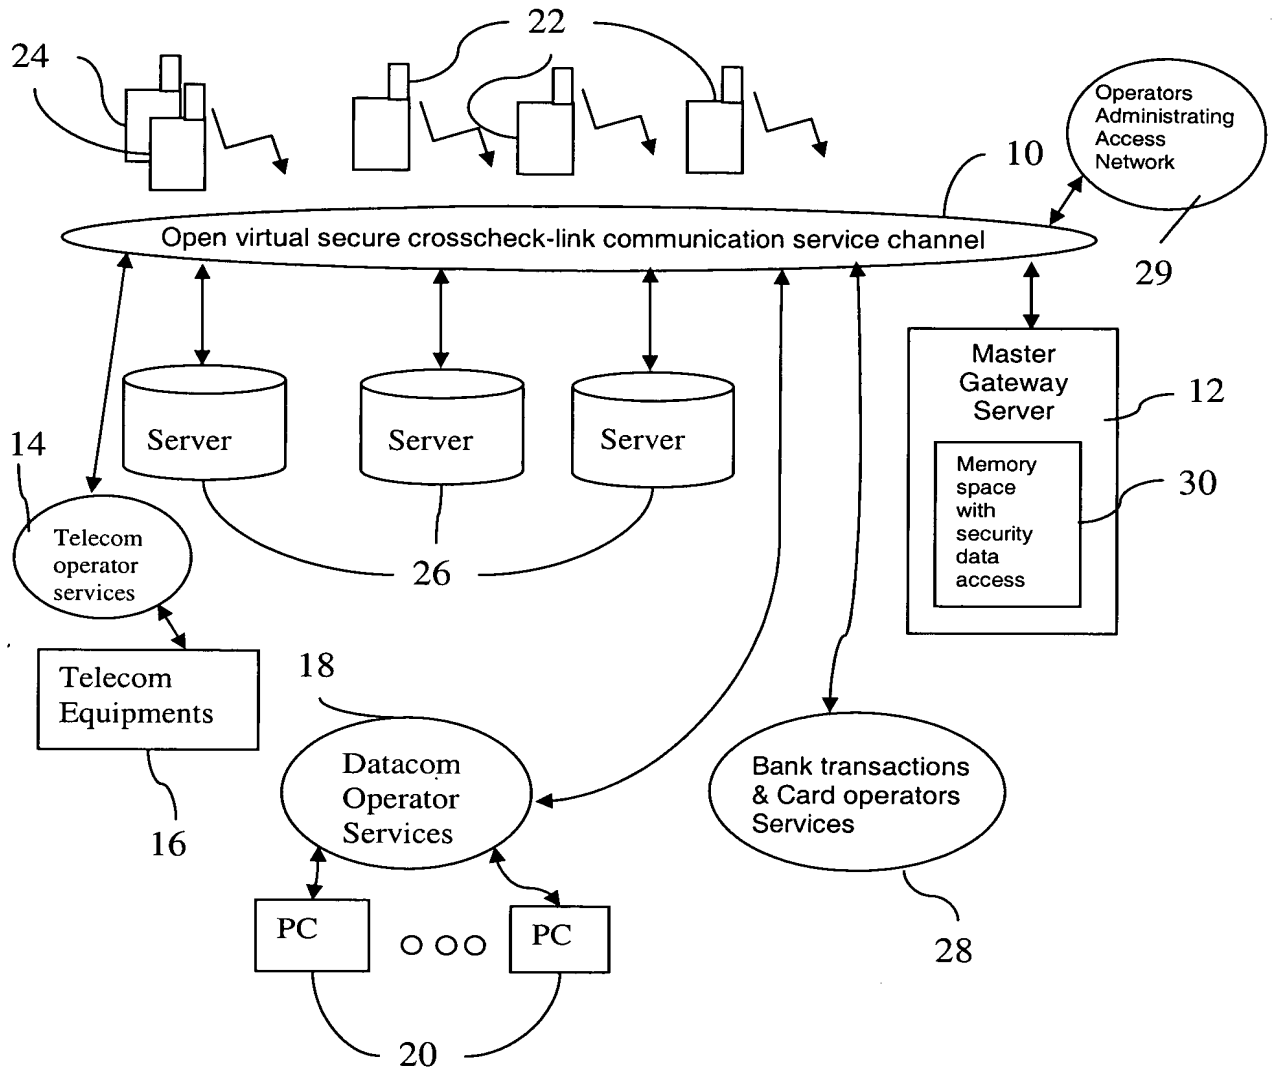 22
24
Operators
Administrating
Access
Network
10
Open virtual secure crosscheck-link communication service channel
29
Master
Gateway
Server
12
Server
Server
Server
14
Memory
space
with
security
data
access
30
Telecom
operator
services
26
Telecom
Equipments
18
Datacom
Operator
Services
Bank transactions
& Card operators
Services
16
PC
PC
28
20